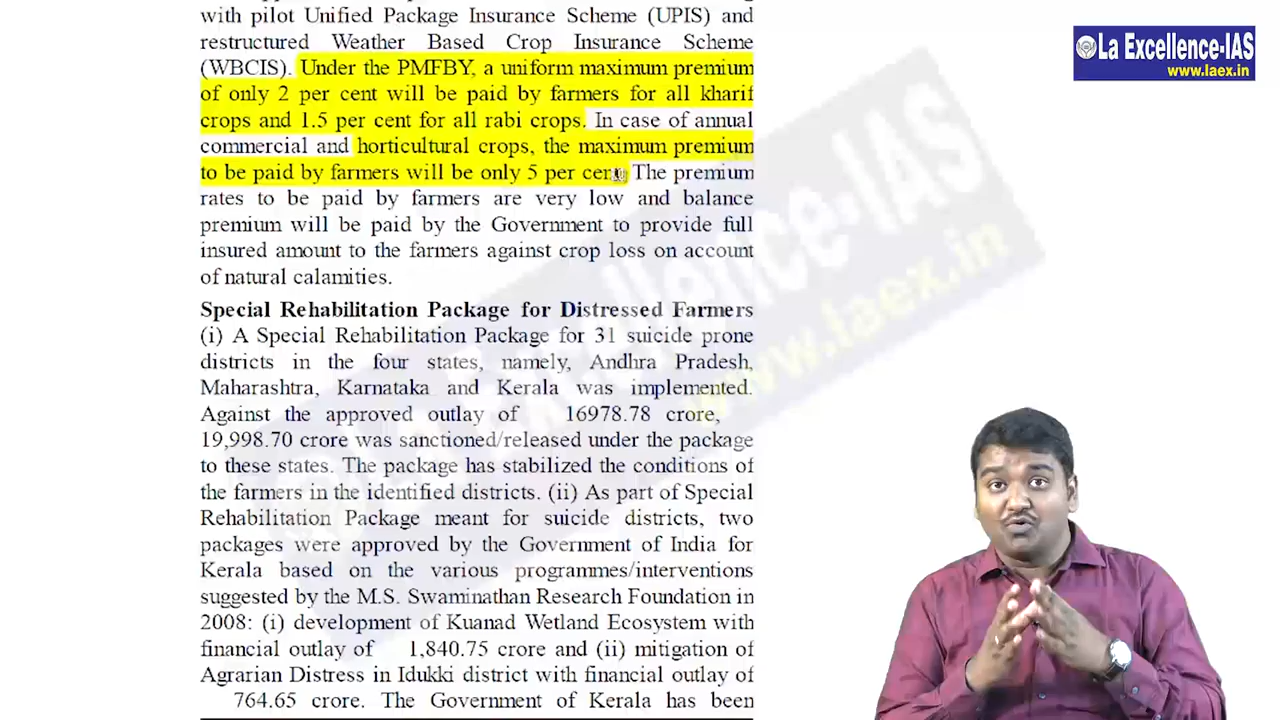 with pilot Unified Package Insurance Scheme (UPIS) and
restructured Weather Based Crop Insurance Scheme
(WBCIS). Under the PMFBY, a uniform maximum premium
of only 2 per cent will be paid by farmers for all kharif
crops and 1.5 per cent for all rabi crops. In case of annual
commercial and horticultural crops, the maximum premium
to be paid by farmers will be only 5 per cent. The premium
rates to be paid by farmers are very low and balance
premium will be paid by the Government to provide full
insured amount to the farmers against crop loss on account
of natural calamities.
Special Rehabilitation Package for Distressed Farmers
(i) A Special Rehabilitation Package for 31 suicide prone
districts in the four states, namely, Andhra Pradesh,
Maharashtra, Karnataka and Kerala was implemented.
Against the approved outlay of 16978.78 crore,
19,998.70 crore was sanctioned/released under the package
to these states. The package has stabilized the conditions of
the farmers in the identified districts. (ii) As part of Special
Rehabilitation Package meant for suicide districts, two
packages were approved by the Government of India for
Kerala based on the various programmes/interventions
suggested by the M.S. Swaminathan Research Foundation in
2008: (i) development of Kuanad Wetland Ecosystem with
financial outlay of 1,840.75 crore and (ii) mitigation of
Agrarian Distress in Idukki district with financial outlay of
764.65 crore. The Government of Kerala has been
La Excellence-IAS
www.laex.in
La Excellence-IAS
www.laex.in